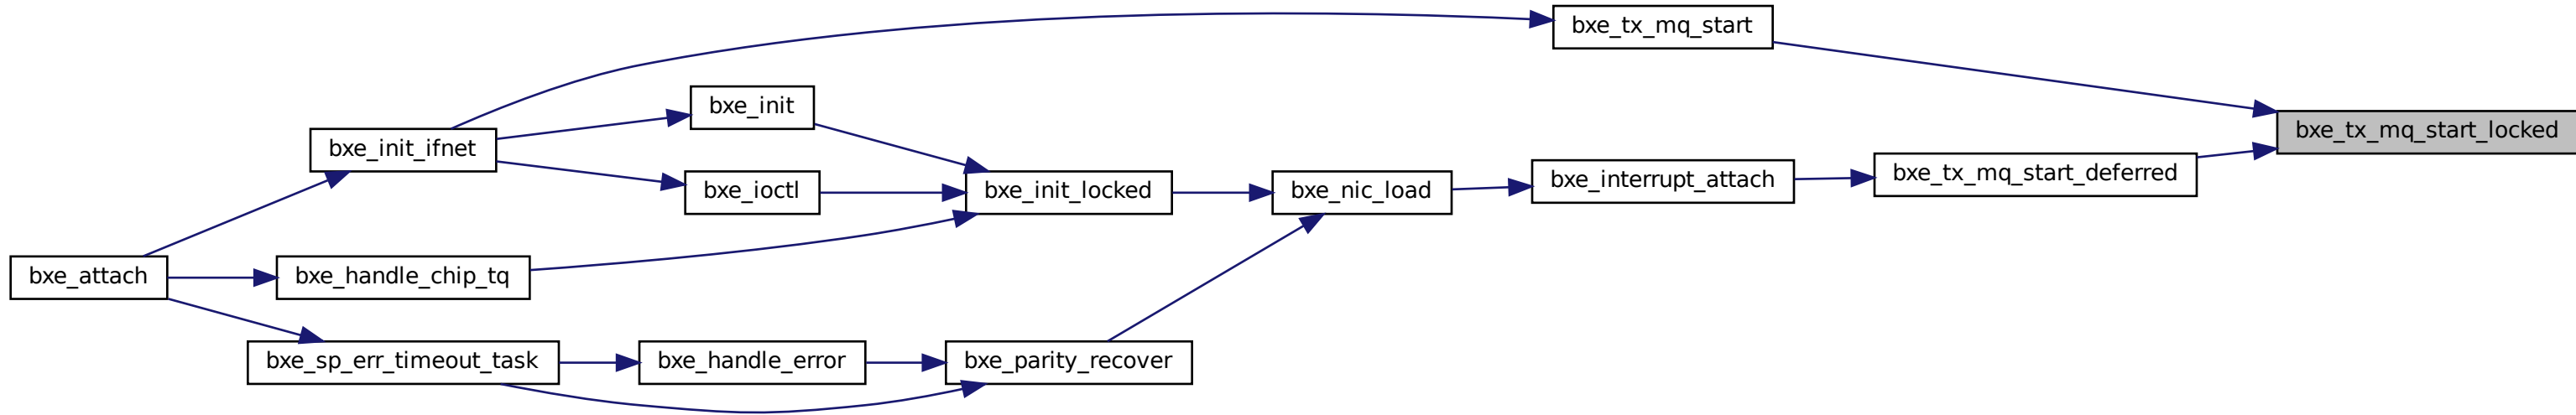 bxe_tx_mq_start
bxe_init
bxe_tx_mq_start_locked
bxe_init_ifnet
bxe_tx_mq_start_deferred
bxe_interrupt_attach
bxe_ioctl
bxe_init_locked
bxe_nic_load
bxe_attach
bxe_handle_chip_tq
bxe_sp_err_timeout_task
bxe_handle_error
bxe_parity_recover